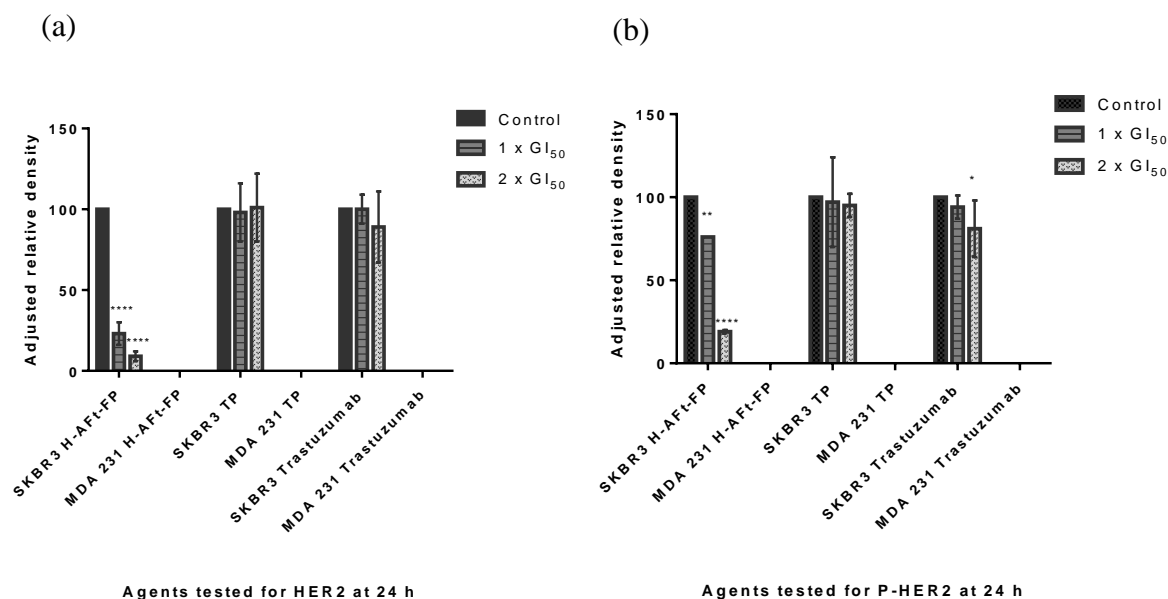 (a)
Control
1 x GI50
2 x GI50
Adjusted relative density
150
100
50
0
****
****
SKBR3 H-AFt-FP
MDA 231 H-AFt-FP
SKBR3 TP
MDA 231 TP
SKBR3 Trastuzumab
MDA 231 Trastuzumab
Agents tested for HER2 at 24 h
(b)
Control
1 x GI50
2 x GI50
Adjusted relative density
150
100
50
0
**
****
*
SKBR3 H-AFt-FP
MDA 231 H-AFt-FP
SKBR3 TP
MDA 231 TP
SKBR3 Trastuzumab
MDA 231 Trastuzumab
Agents tested for P-HER2 at 24 h